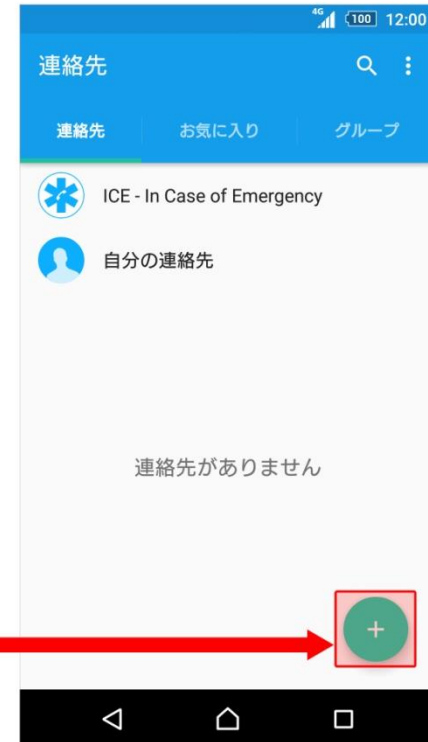 4G 100 12:00
連絡先
連絡先 お気に入り グループ
ICE - In Case of Emergency
自分の連絡先
連絡先がありません
+